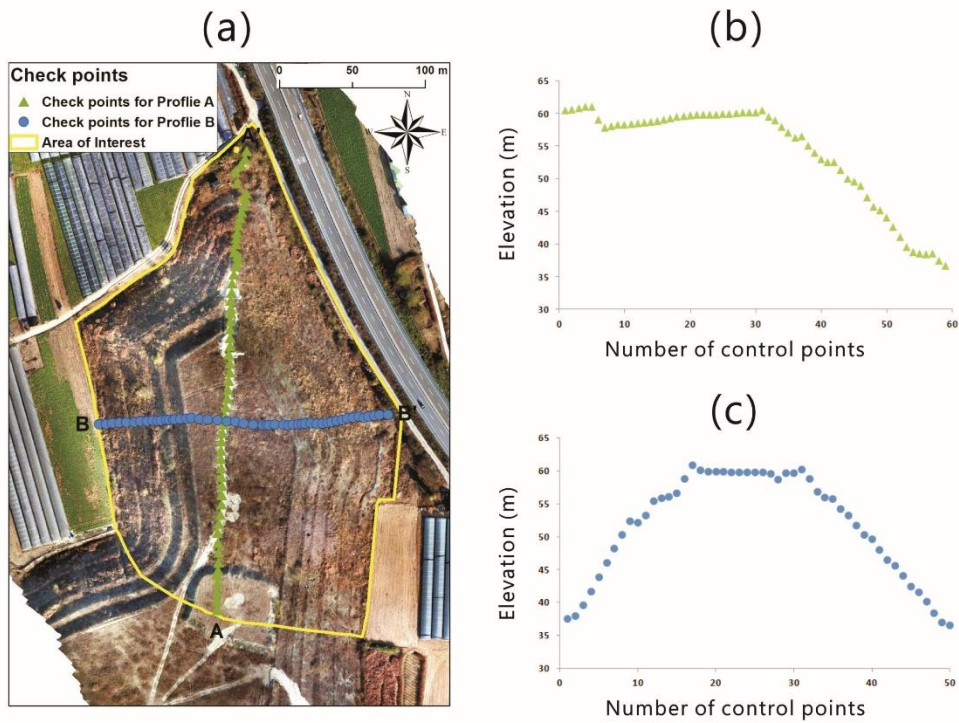 (a)
Check points
Check points for Proflie A
Check points for Proflie B
Area of Interest
0 50 100 m
N
W E
S
A'
B B'
A
(b)
Elevation (m)
65
60
55
50
45
40
35
30
0 10 20 30 40 50 59
Number of control points
(c)
Elevation (m)
65
60
55
50
45
40
35
30
0 10 20 30 40 50
Number of control points